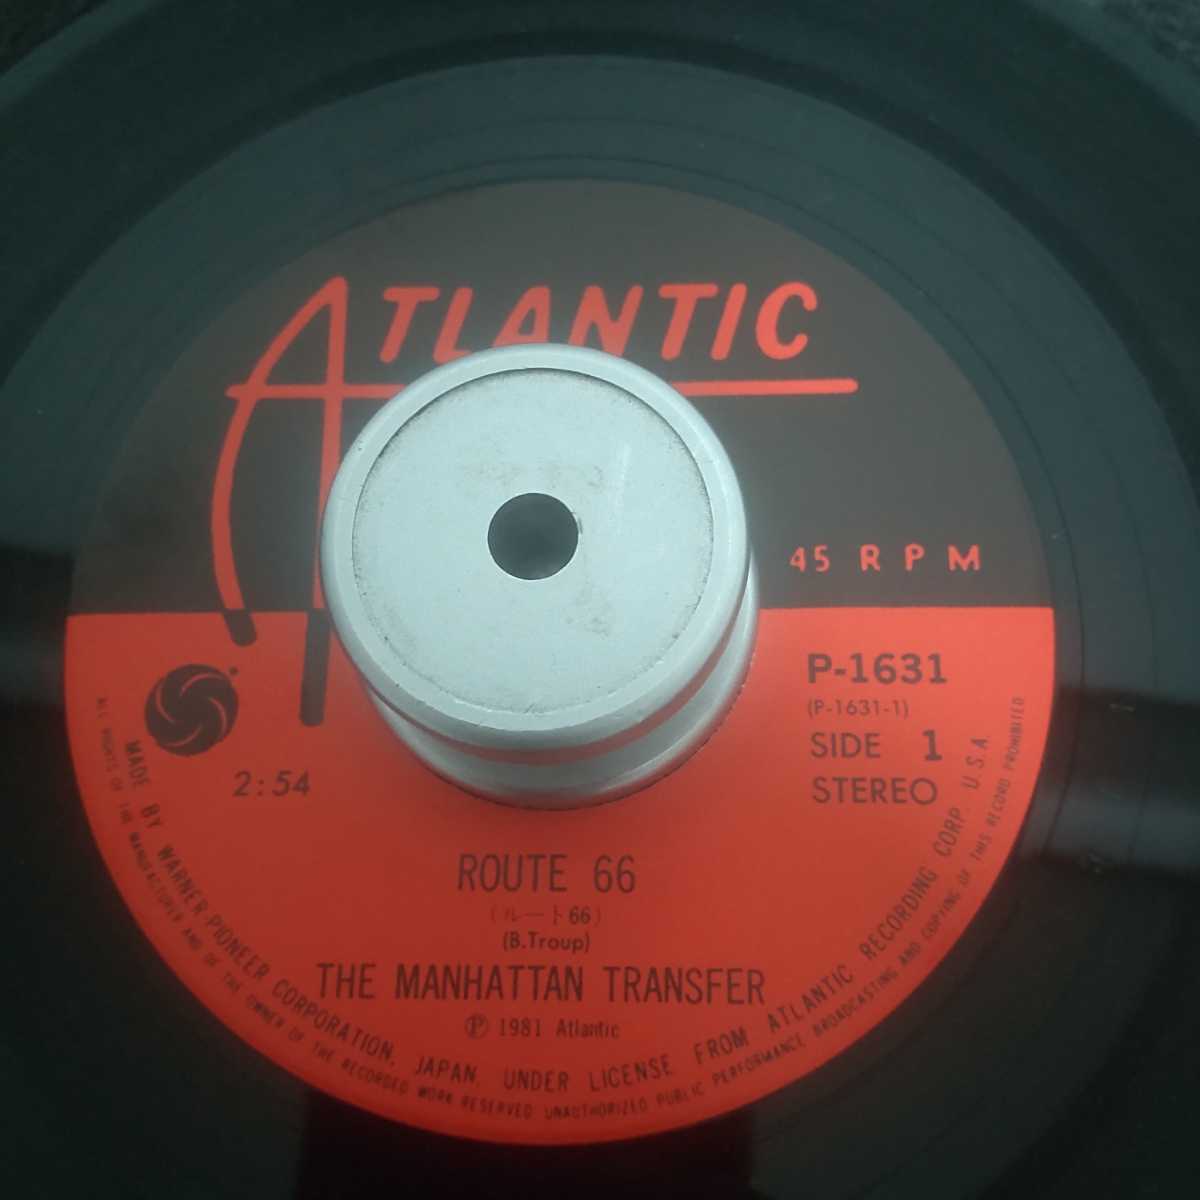 ATLANTIC
45 RPM
P-1631
(P-1631-1)
SIDE 1
STEREO
2:54
ROUTE 66
(ルート66)
(B.Troup)
THE MANHATTAN TRANSFER
Ⓟ 1981 Atlantic
MADE BY WARNER-PIONEER CORPORATION, JAPAN, UNDER LICENSE FROM ATLANTIC RECORDING CORP. U.S.A.
ALL RIGHTS OF THE MANUFACTURER AND OF THE OWNER OF THE RECORDED WORK RESERVED UNAUTHORIZED PUBLIC PERFORMANCE BROADCASTING AND COPYING OF THIS RECORD PROHIBITED